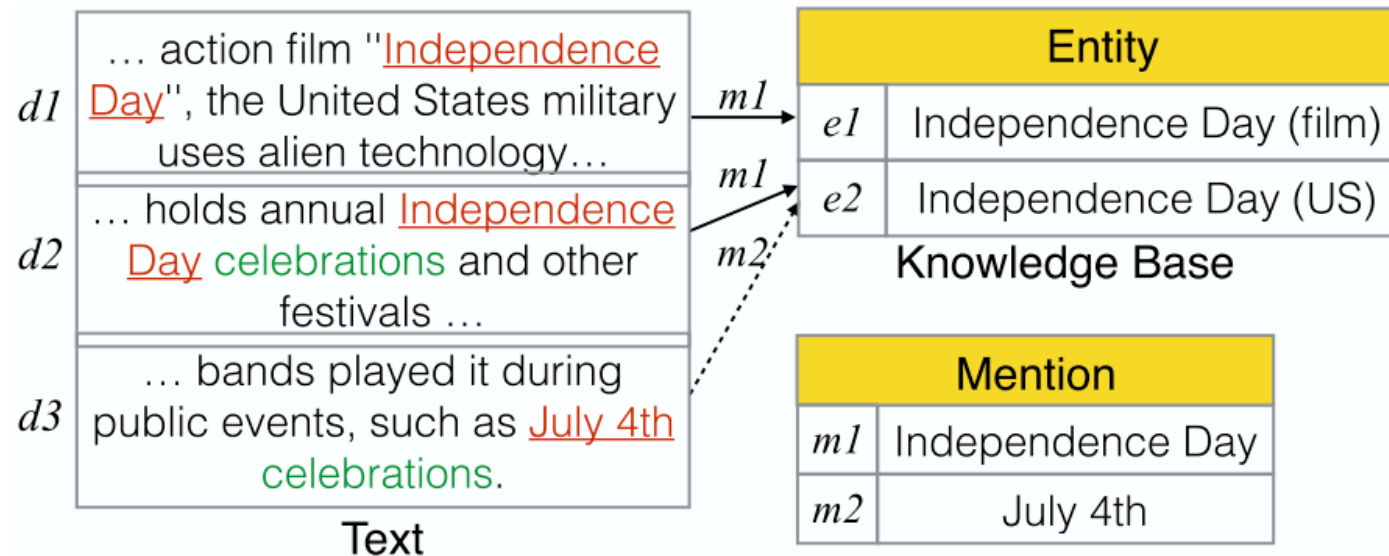 … action film "Independence
d1
Day", the United States military
uses alien technology…
… holds annual Independence
d2
Day celebrations and other
festivals …
… bands played it during
d3
public events, such as July 4th
celebrations.
Text
m1
m1
m2
Entity
e1 Independence Day (film)
e2 Independence Day (US)
Knowledge Base
Mention
m1 Independence Day
m2 July 4th